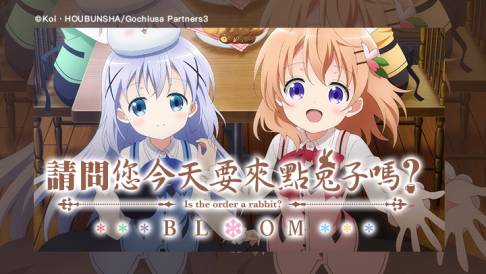 ©Koi・HOUBUNSHA/Gochiusa Partners3
請問您今天要來點兔子嗎?
Is the order a rabbit?
BLOOM